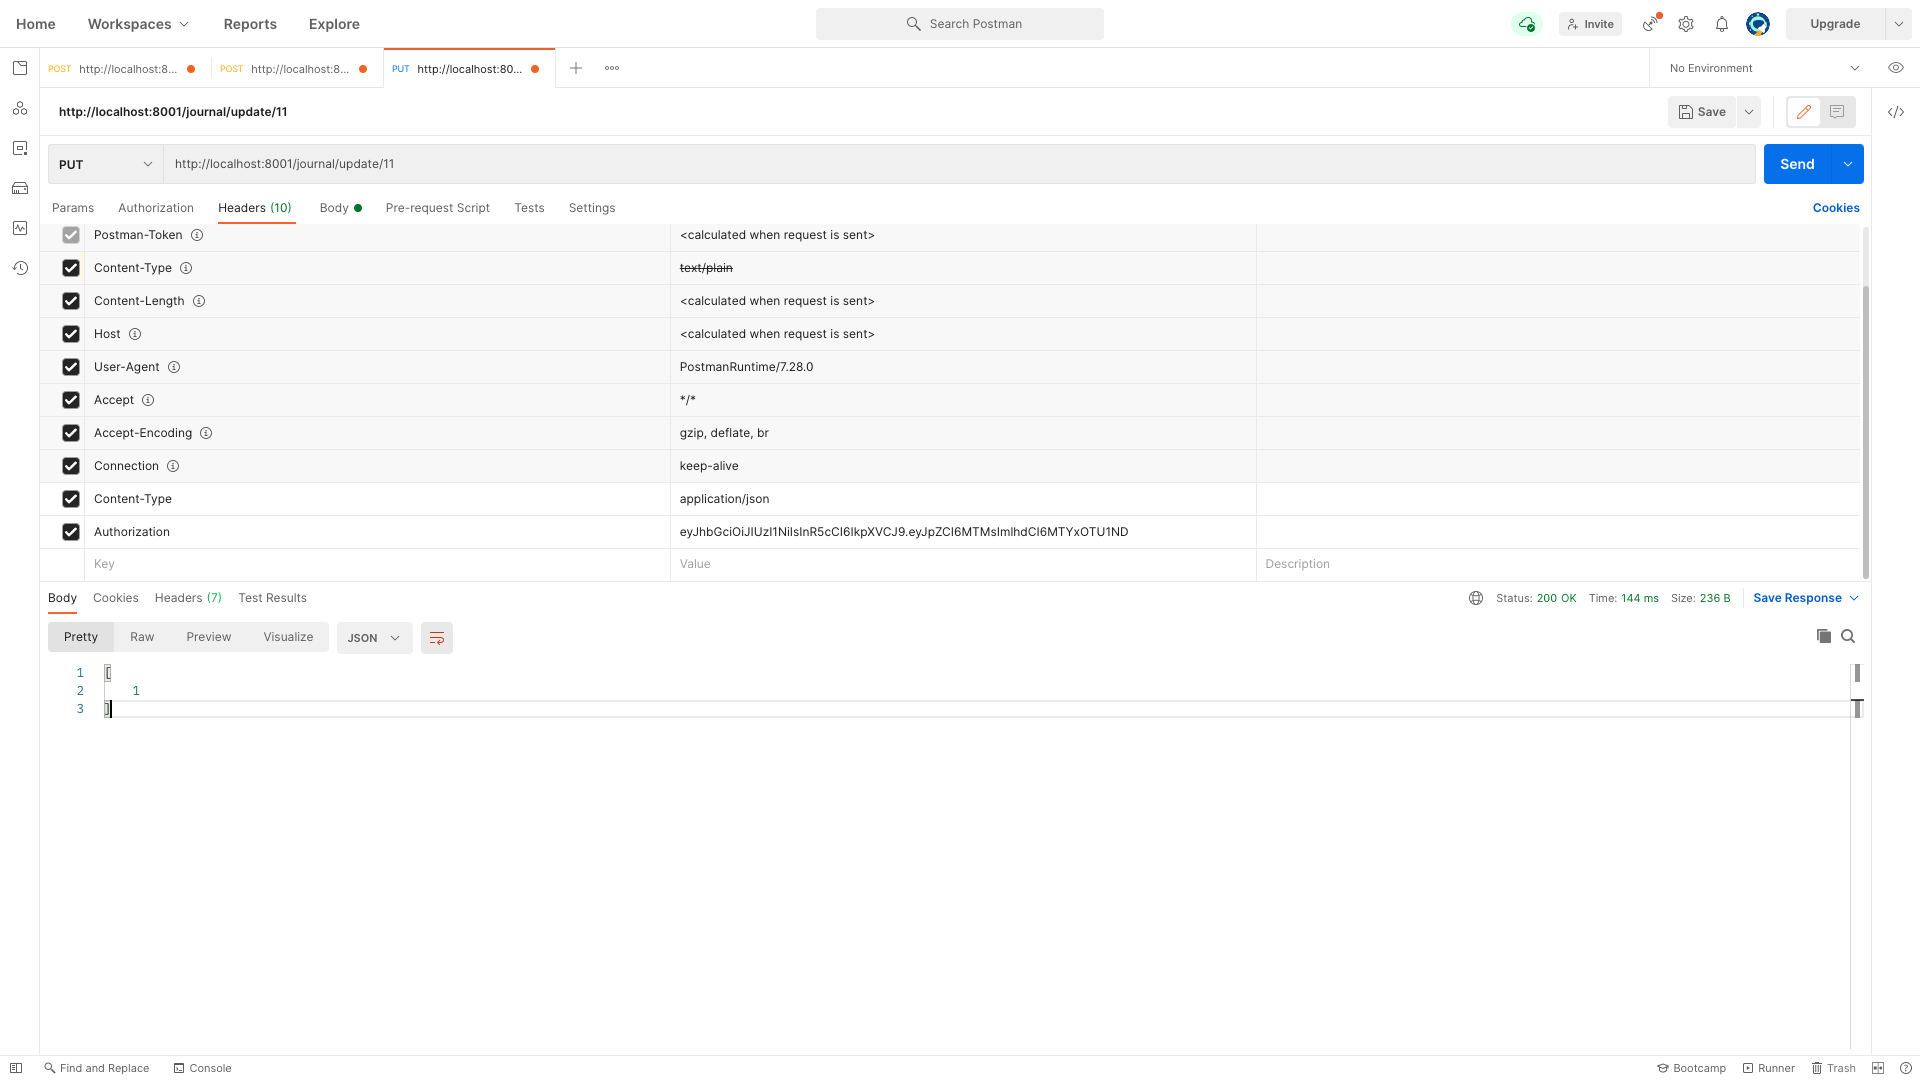 Home Workspaces Reports Explore Search Postman Invite Upgrade
POST http://localhost:8... POST http://localhost:8... PUT http://localhost:80... No Environment
http://localhost:8001/journal/update/11 Save
PUT http://localhost:8001/journal/update/11 Send
Params Authorization Headers (10) Body Pre-request Script Tests Settings Cookies
Postman-Token <calculated when request is sent>
Content-Type text/plain
Content-Length <calculated when request is sent>
Host <calculated when request is sent>
User-Agent PostmanRuntime/7.28.0
Accept */*
Accept-Encoding gzip, deflate, br
Connection keep-alive
Content-Type application/json
Authorization
Key Value Description
Body Cookies Headers (7) Test Results Status: 200 OK Time: 144 ms Size: 236 B Save Response
Pretty Raw Preview Visualize JSON
1 [
2 1
3 ]
Find and Replace Console Bootcamp Runner Trash